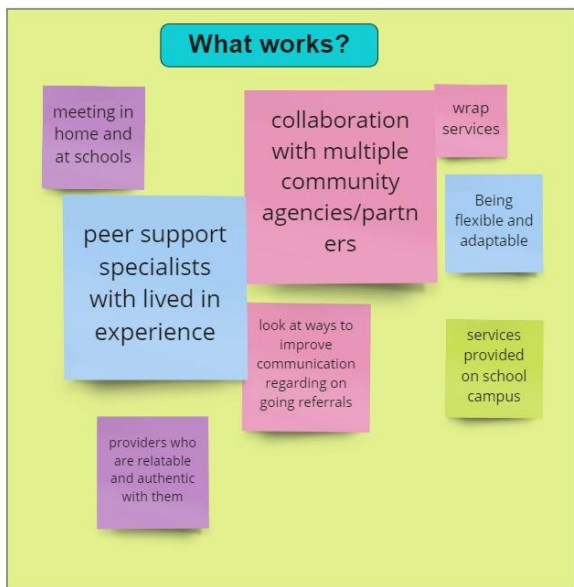 What works?
meeting in
home and
at schools
collaboration
with multiple
community
agencies/partn
ers
wrap
services
peer support
specialists
with lived in
experience
Being
flexible and
adaptable
look at ways to
improve
communication
regarding on
going referrals
services
provided
on school
campus
providers who
are relatable
and authentic
with them